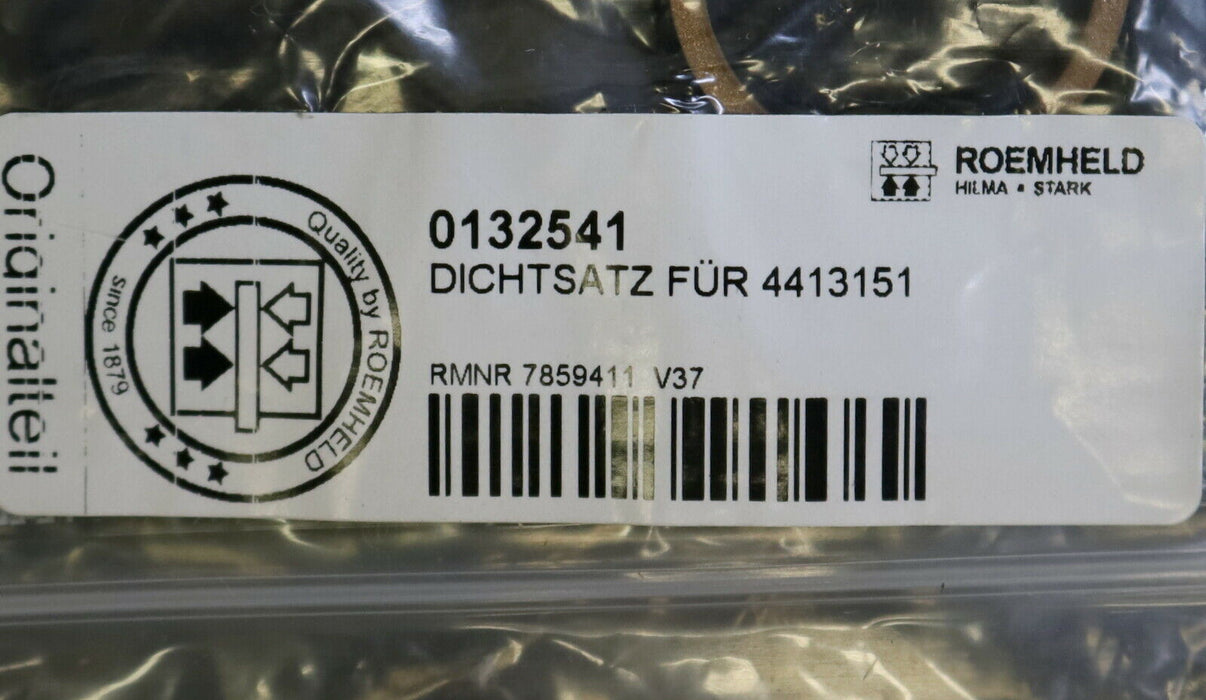 Originalteil
since 1879
Quality by ROEMHELD
ROEMHELD
HILMA • STARK
0132541
DICHTSATZ FÜR 4413151
RMNR 7859411 V37